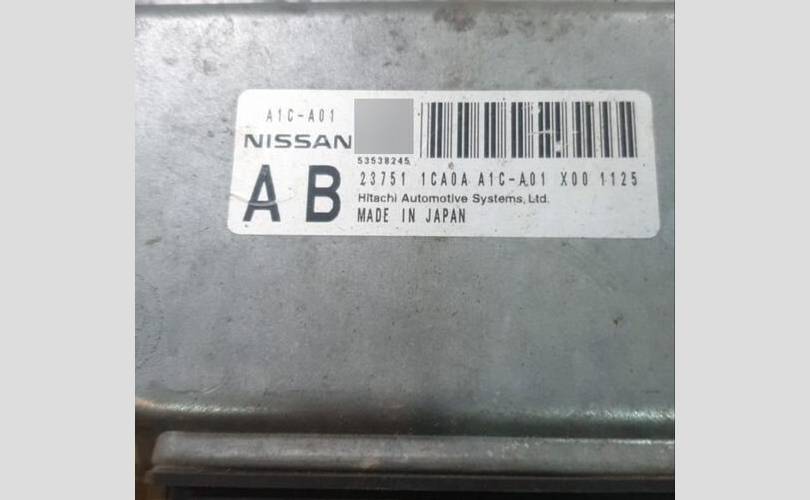 A1C-A01
NISSAN
53538245
AB
23751 1CA0A A1C-A01 X00 1125
Hitachi Automotive Systems, Ltd.
MADE IN JAPAN